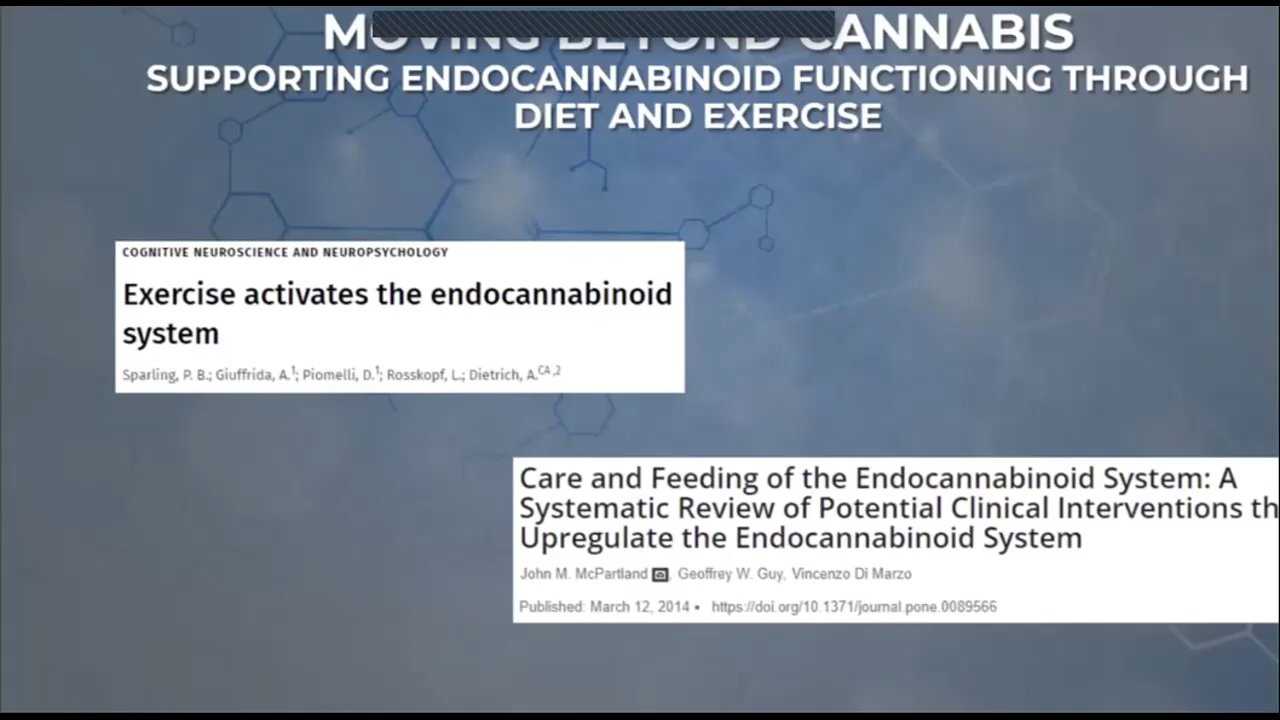 MOVING BEYOND CANNABIS
SUPPORTING ENDOCANNABINOID FUNCTIONING THROUGH
DIET AND EXERCISE
COGNITIVE NEUROSCIENCE AND NEUROPSYCHOLOGY
Exercise activates the endocannabinoid
system
Sparling, P. B.; Giuffrida, A.1; Piomelli, D.1; Rosskopf, L.; Dietrich, A.CA,2
Care and Feeding of the Endocannabinoid System: A
Systematic Review of Potential Clinical Interventions th
Upregulate the Endocannabinoid System
John M. McPartland, Geoffrey W. Guy, Vincenzo Di Marzo
Published: March 12, 2014 • https://doi.org/10.1371/journal.pone.0089566